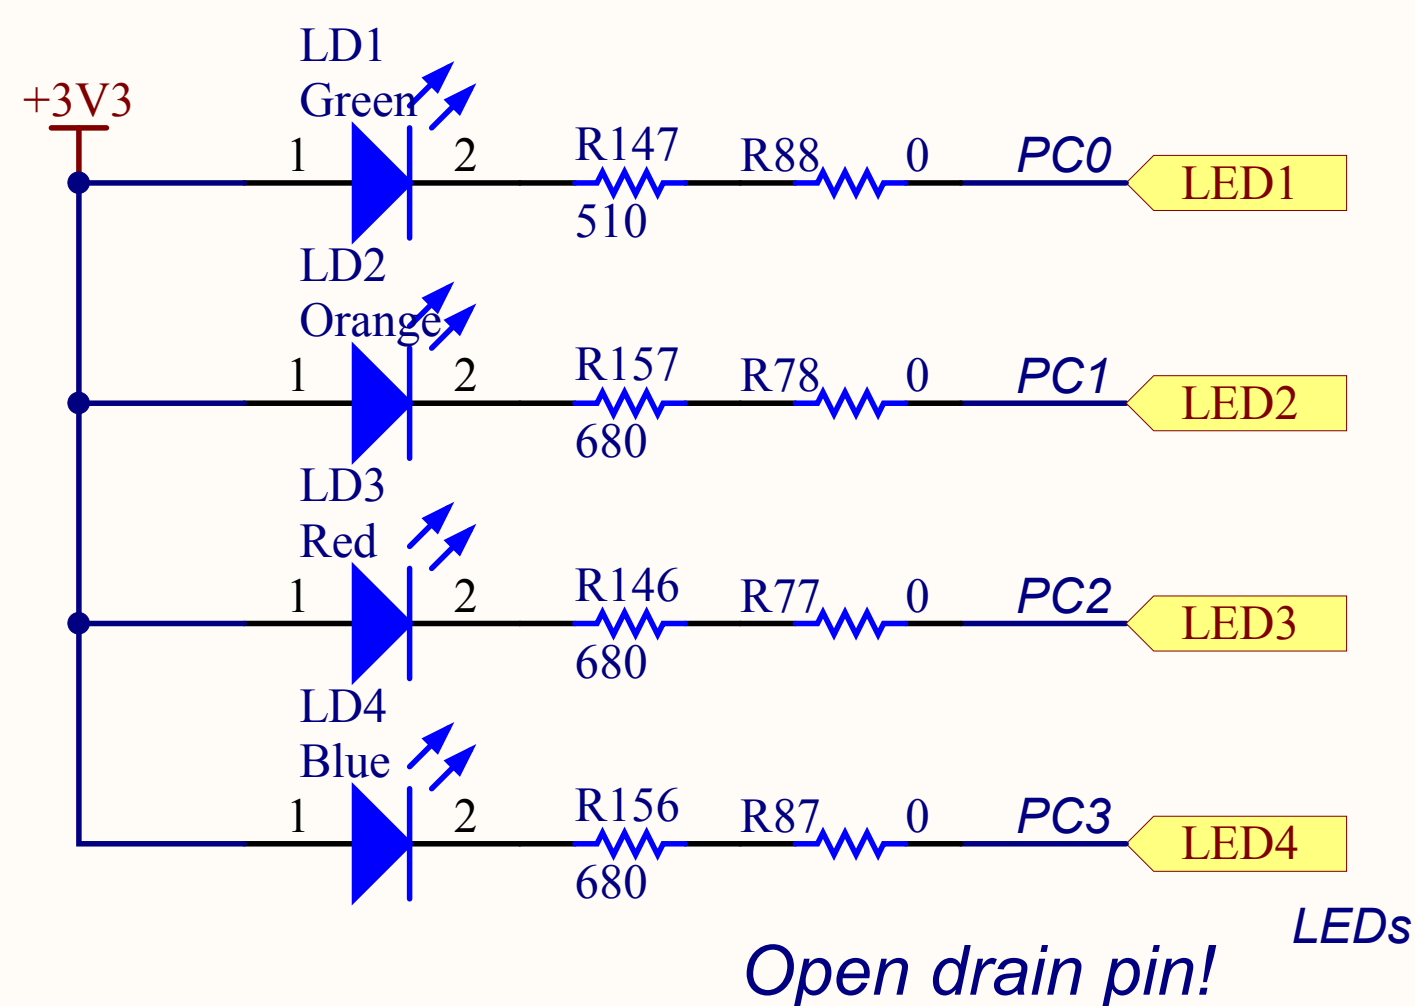 +3V3
LD1
Green
1
2
R147
510
R88
0
PC0
LED1
LD2
Orange
1
2
R157
680
R78
0
PC1
LED2
LD3
Red
1
2
R146
680
R77
0
PC2
LED3
LD4
Blue
1
2
R156
680
R87
0
PC3
LED4
LEDs
Open drain pin!